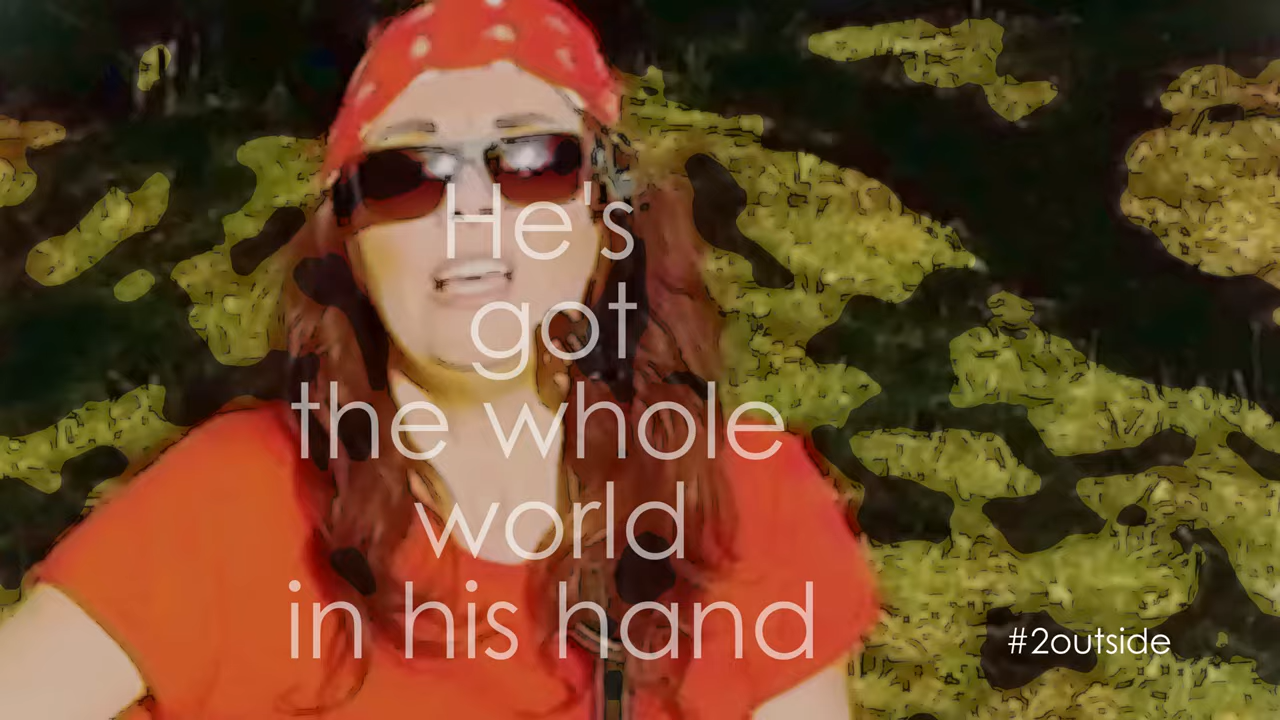 He's
got
the whole
world
in his hand
#2outside